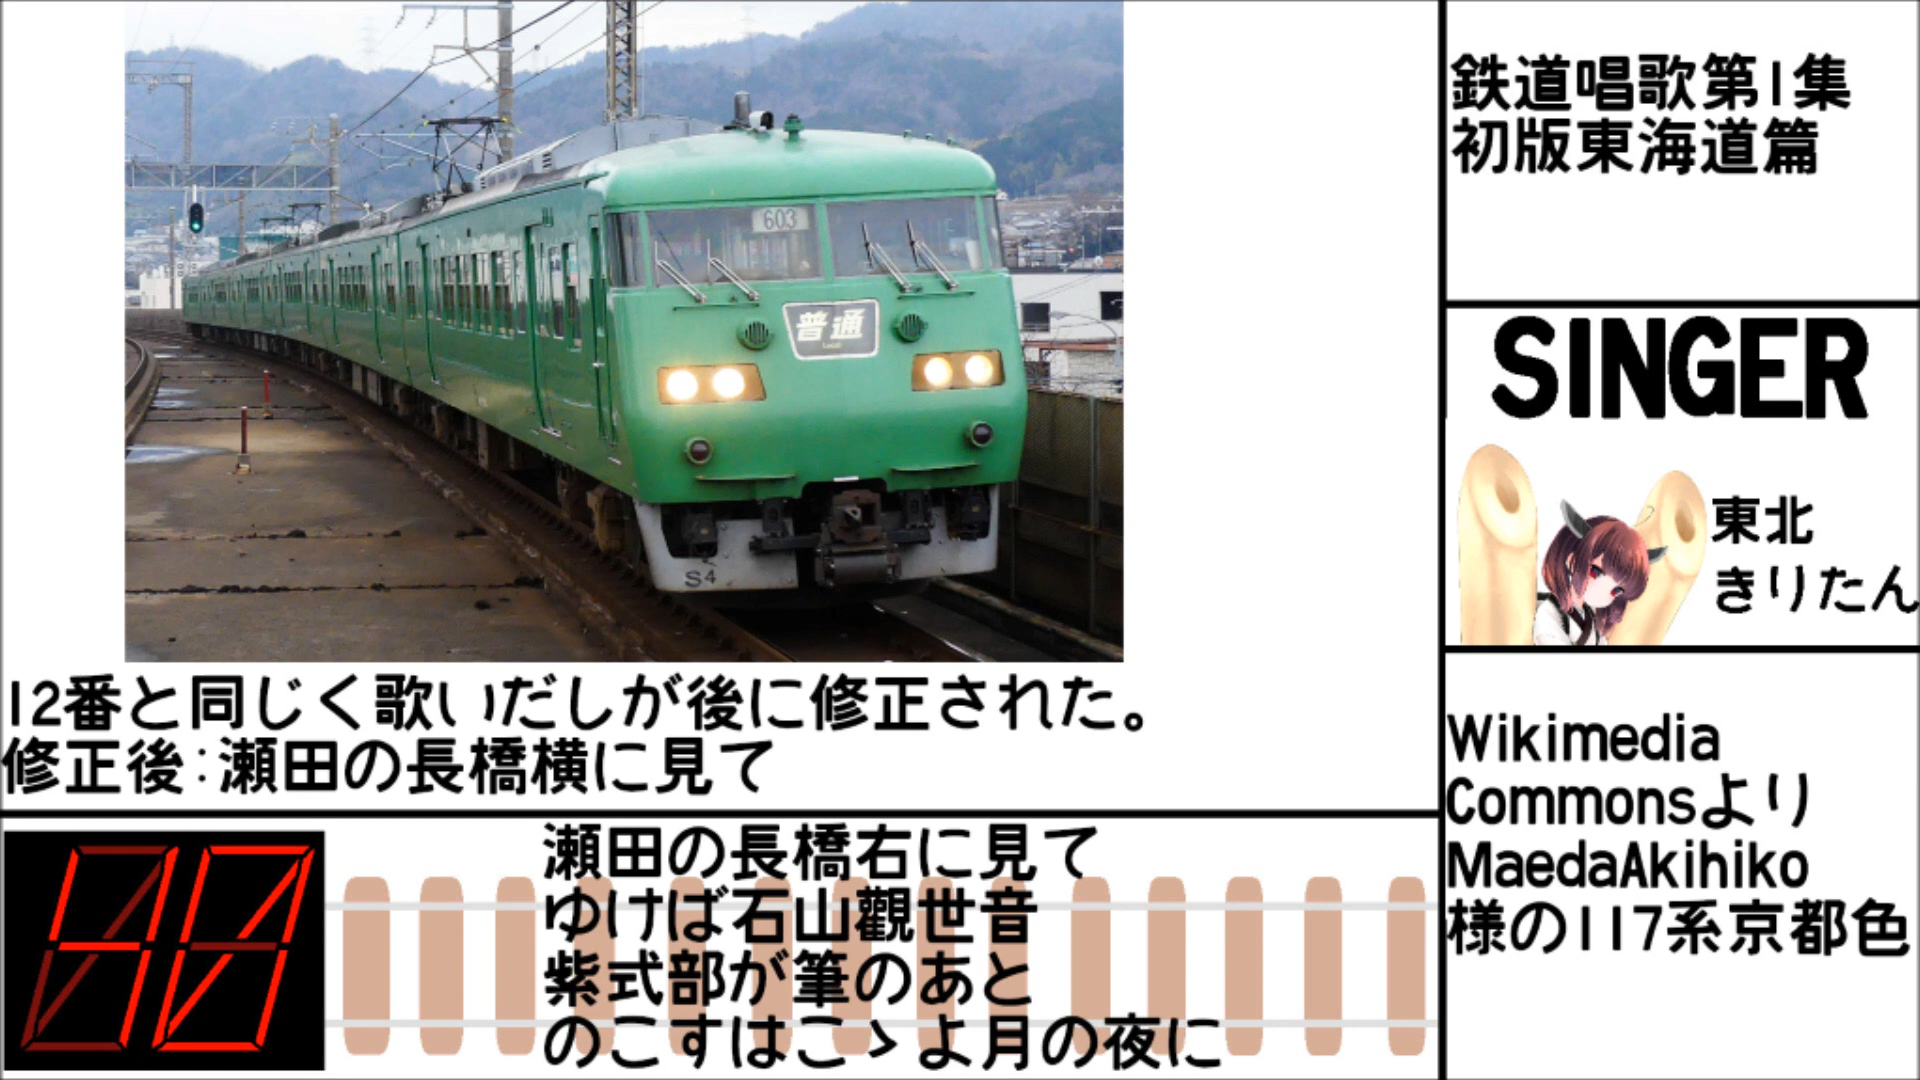 603
普通
Local
S4
12番と同じく歌いだしが後に修正された。
修正後:瀬田の長橋横に見て
40
瀬田の長橋右に見て
ゆけば石山觀世音
紫式部が筆のあと
のこすはこゝよ月の夜に
鉄道唱歌第1集
初版東海道篇
SINGER
東北
きりたん
Wikimedia
Commonsより
MaedaAkihiko
様の117系京都色